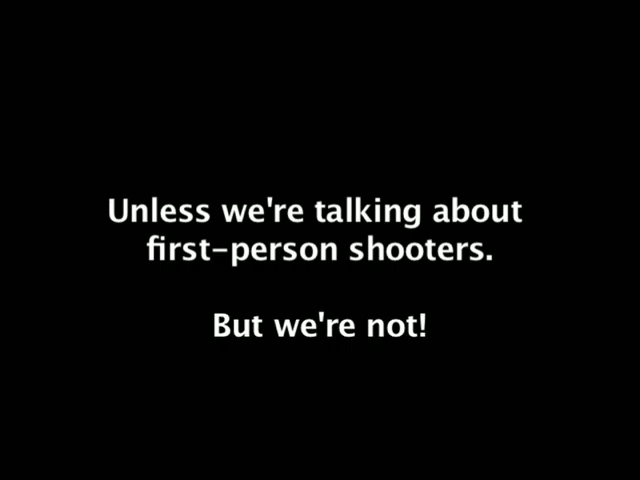 Unless we're talking about
first-person shooters.
But we're not!